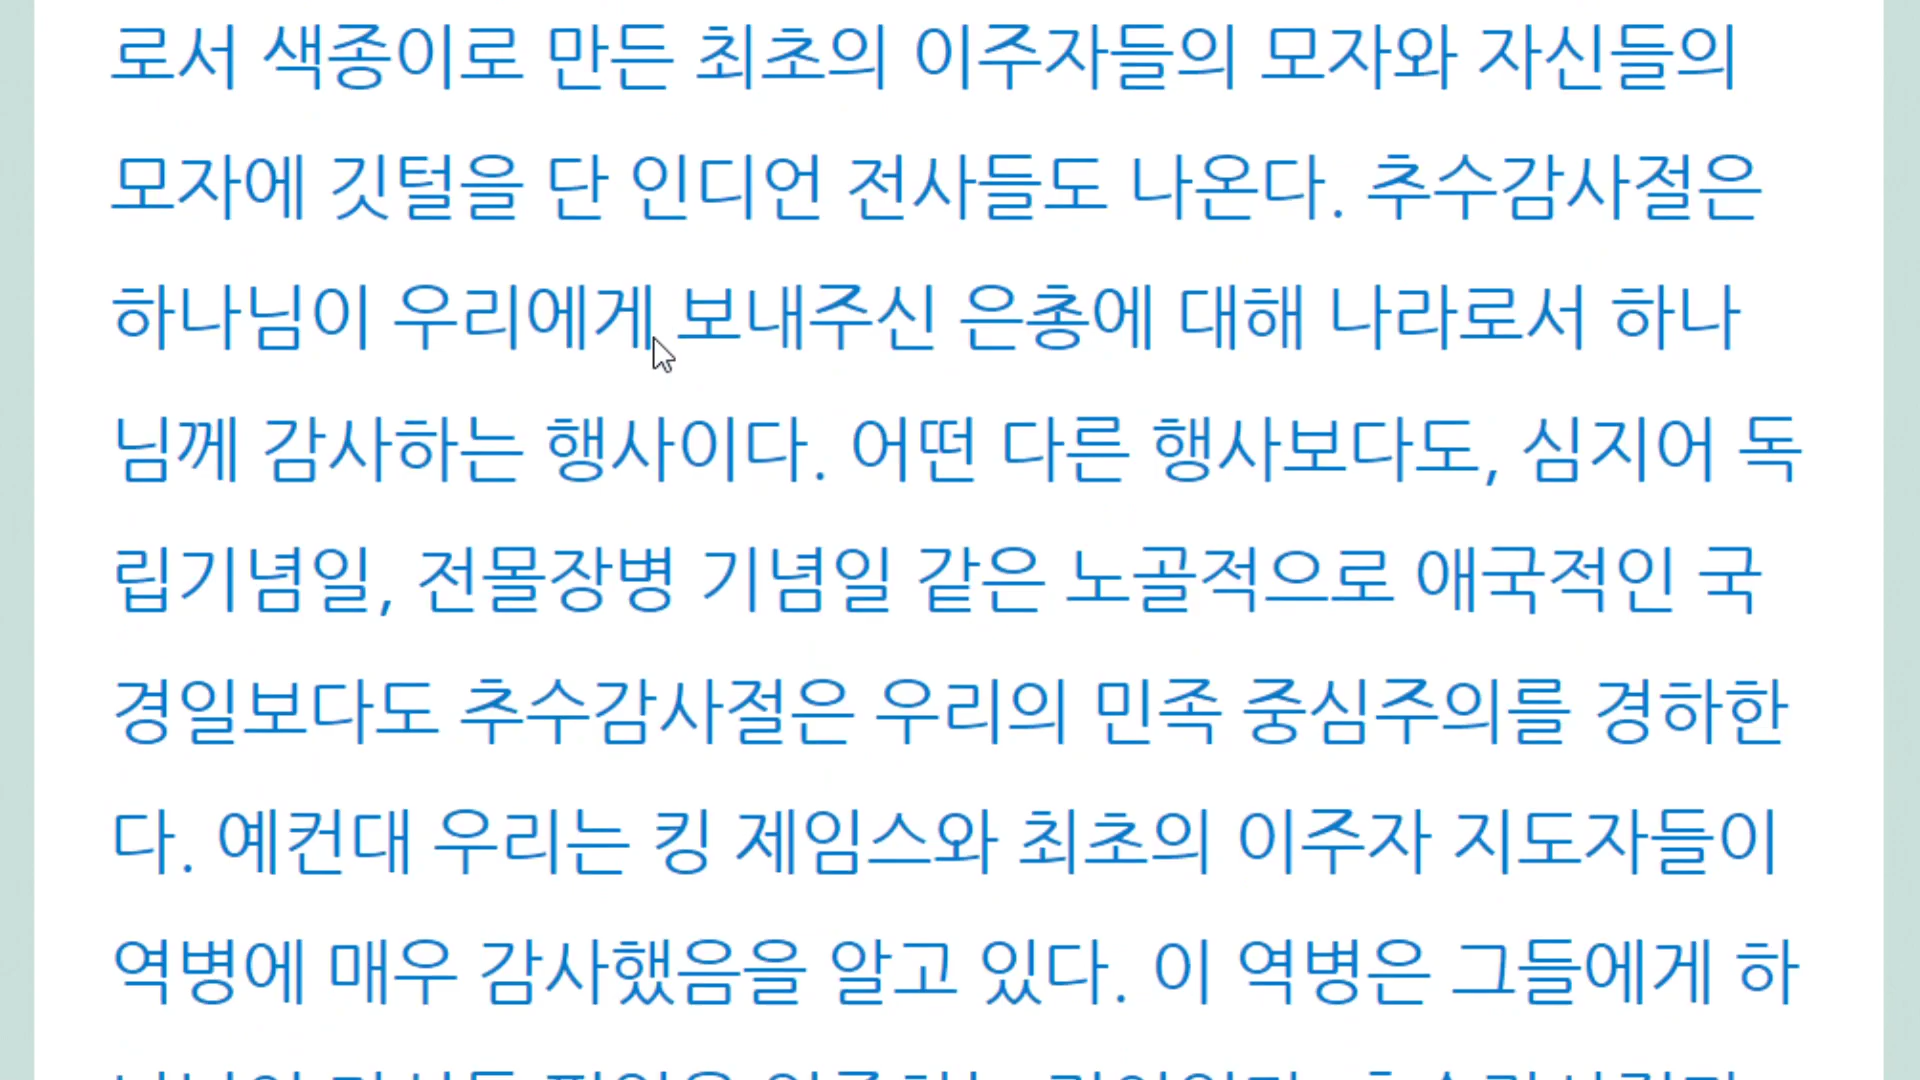 로서 색종이로 만든 최초의 이주자들의 모자와 자신들의
모자에 깃털을 단 인디언 전사들도 나온다. 추수감사절은
하나님이 우리에게 보내주신 은총에 대해 나라로서 하나
님께 감사하는 행사이다. 어떤 다른 행사보다도, 심지어 독
립기념일, 전몰장병 기념일 같은 노골적으로 애국적인 국
경일보다도 추수감사절은 우리의 민족 중심주의를 경하한
다. 예컨대 우리는 킹 제임스와 최초의 이주자 지도자들이
역병에 매우 감사했음을 알고 있다. 이 역병은 그들에게 하